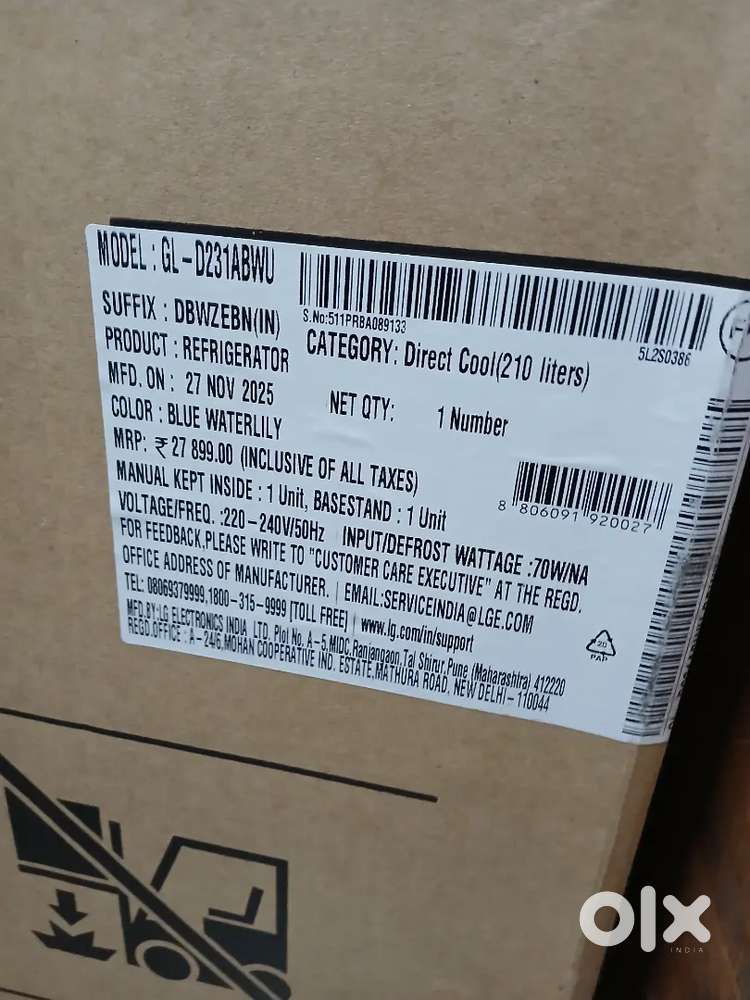 MODEL : GL-D231ABWU
S.No:511PRBA089133
5L2S0386
SUFFIX : DBWZEBN(IN)
PRODUCT : REFRIGERATOR
CATEGORY: Direct Cool(210 liters)
MFD. ON : 27 NOV 2025
NET QTY: 1 Number
COLOR : BLUE WATERLILY
MRP: ₹ 27 899.00 (INCLUSIVE OF ALL TAXES)
MANUAL KEPT INSIDE : 1 Unit, BASESTAND : 1 Unit
8 806091 920027
VOLTAGE/FREQ. :220-240V/50Hz INPUT/DEFROST WATTAGE :70W/NA
FOR FEEDBACK,PLEASE WRITE TO "CUSTOMER CARE EXECUTIVE" AT THE REGD.
OFFICE ADDRESS OF MANUFACTURER. | EMAIL:SERVICEINDIA@LGE.COM
TEL: 08069379999,1800-315-9999 [TOLL FREE] | www.lg.com/in/support
MFD.BY:LG ELECTRONICS INDIA LTD. Plot No. A-5,MIDC,Ranjangaon,Tal Shirur,Pune (Maharashtra) 412220
REGD.OFFICE : A-24/6,MOHAN COOPERATIVE IND. ESTATE,MATHURA ROAD, NEW DELHI-110044
20
PAP
olx
INDIA